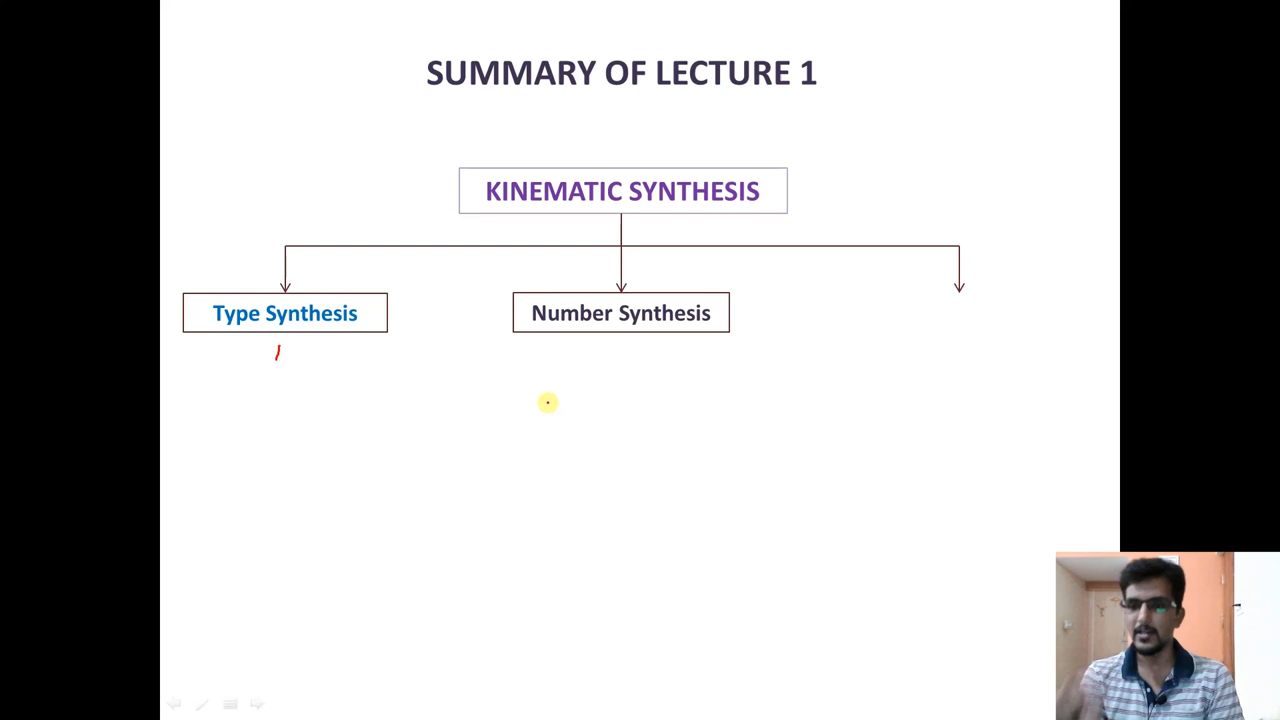 SUMMARY OF LECTURE 1
KINEMATIC SYNTHESIS
Type Synthesis
Number Synthesis